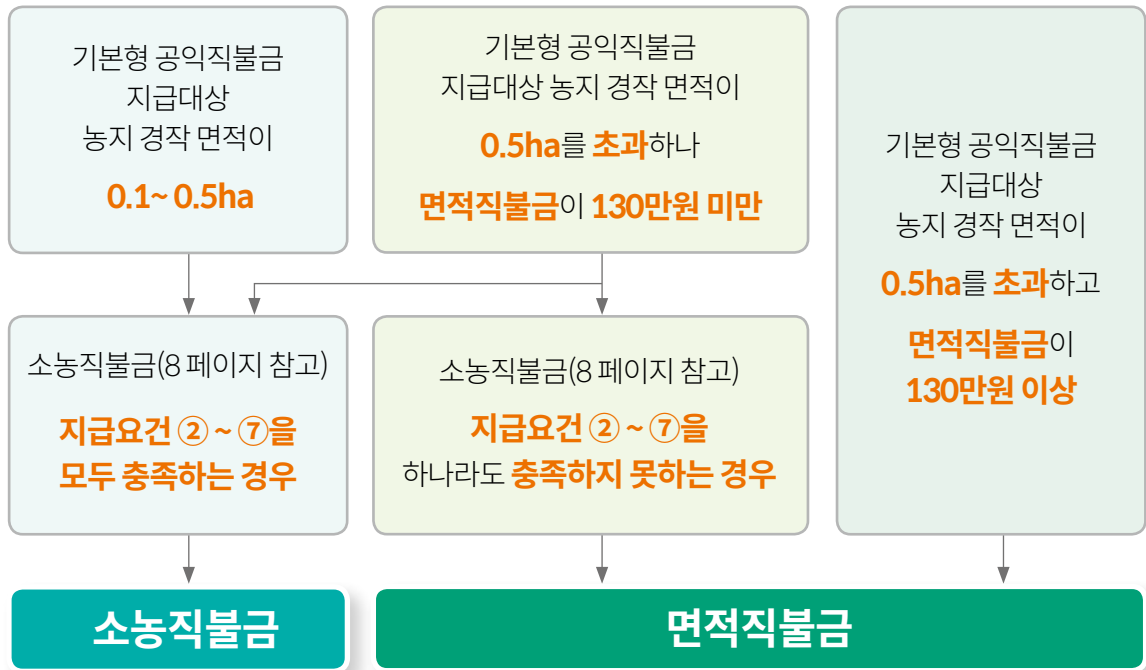 기본형 공익직불금
지급대상
농지 경작 면적이
0.1~ 0.5ha
기본형 공익직불금
지급대상 농지 경작 면적이
0.5ha를 초과하나
면적직불금이 130만원 미만
기본형 공익직불금
지급대상
농지 경작 면적이
0.5ha를 초과하고
면적직불금이
130만원 이상
소농직불금(8 페이지 참고)
지급요건 ② ~ ⑦을
모두 충족하는 경우
소농직불금(8 페이지 참고)
지급요건 ② ~ ⑦을
하나라도 충족하지 못하는 경우
소농직불금
면적직불금